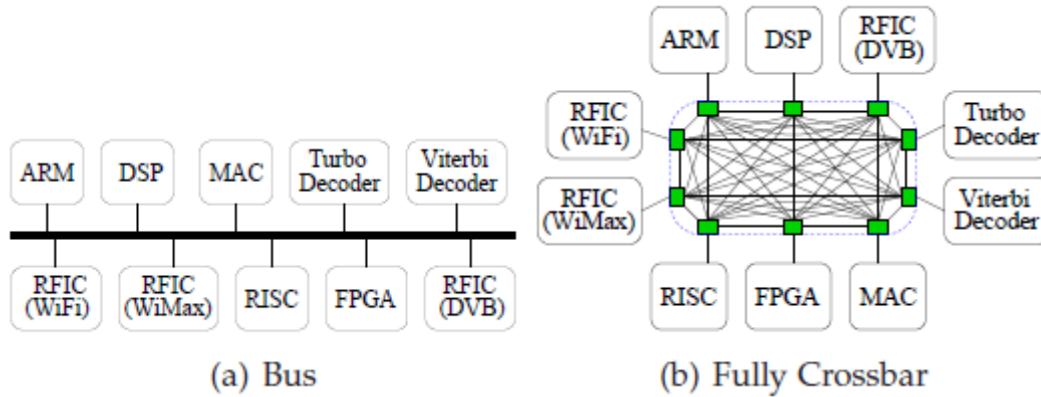 ARM
DSP
MAC
Turbo
Decoder
Viterbi
Decoder
RFIC
(WiFi)
RFIC
(WiMax)
RISC
FPGA
RFIC
(DVB)
(a) Bus
ARM
DSP
RFIC
(DVB)
RFIC
(WiFi)
Turbo
Decoder
RFIC
(WiMax)
Viterbi
Decoder
RISC
FPGA
MAC
(b) Fully Crossbar